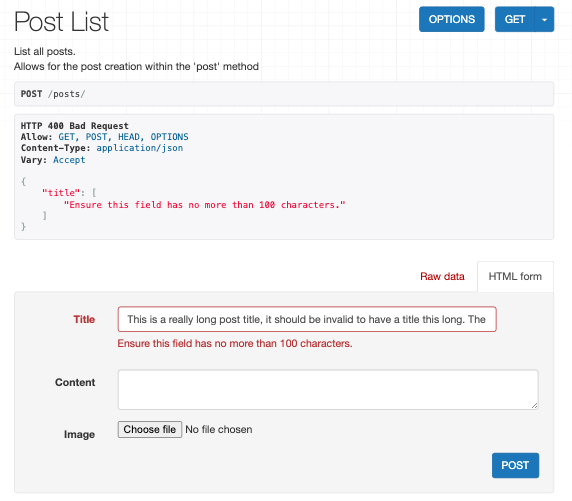 Post List
OPTIONS
GET
List all posts.
Allows for the post creation within the 'post' method
POST /posts/
HTTP 400 Bad Request
Allow: GET, POST, HEAD, OPTIONS
Content-Type: application/json
Vary: Accept
{
    "title": [
        "Ensure this field has no more than 100 characters."
    ]
}
Raw data
HTML form
Title
This is a really long post title, it should be invalid to have a title this long. The
Ensure this field has no more than 100 characters.
Content
Image
Choose file No file chosen
POST